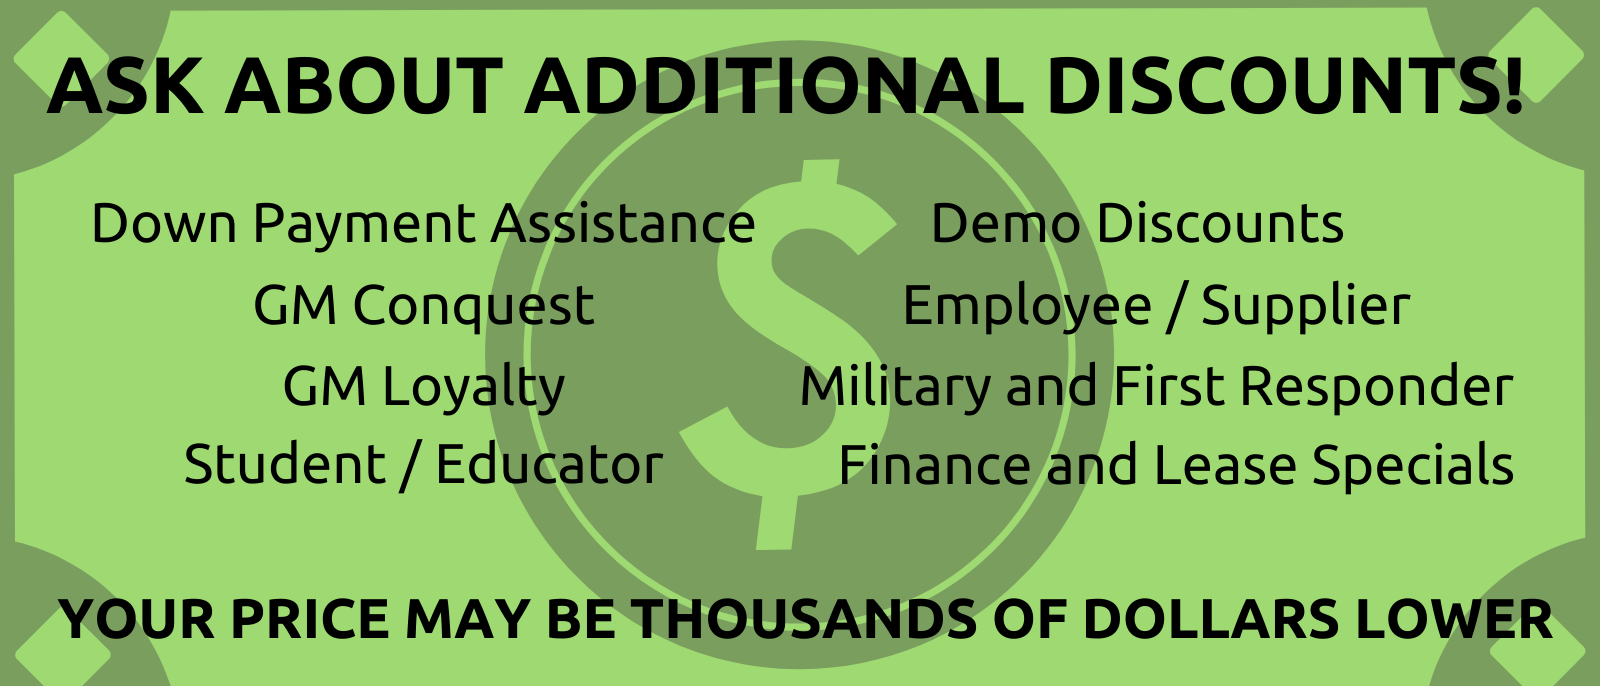 ASK ABOUT ADDITIONAL DISCOUNTS!
Down Payment Assistance
GM Conquest
GM Loyalty
Student / Educator
Demo Discounts
Employee / Supplier
Military and First Responder
Finance and Lease Specials
YOUR PRICE MAY BE THOUSANDS OF DOLLARS LOWER